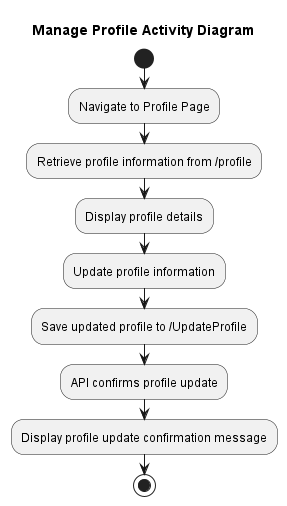 Manage Profile Activity Diagram
Navigate to Profile Page
Retrieve profile information from /profile
Display profile details
Update profile information
Save updated profile to /UpdateProfile
API confirms profile update
Display profile update confirmation message